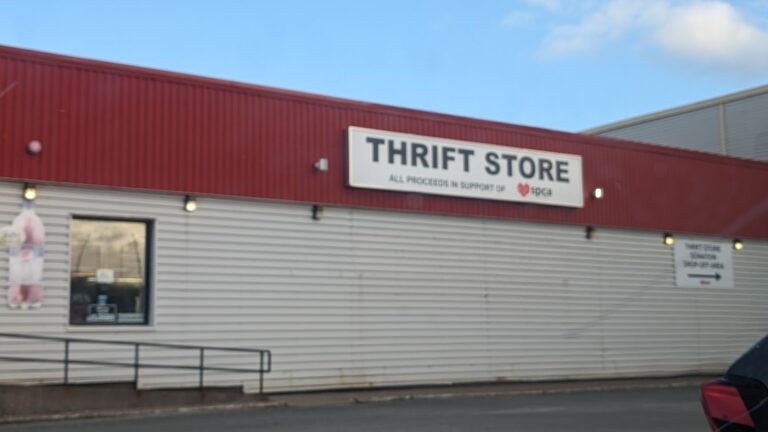 THRIFT STORE
ALL PROCEEDS IN SUPPORT OF spca
THRIFT STORE
DONATION
DROP-OFF AREA